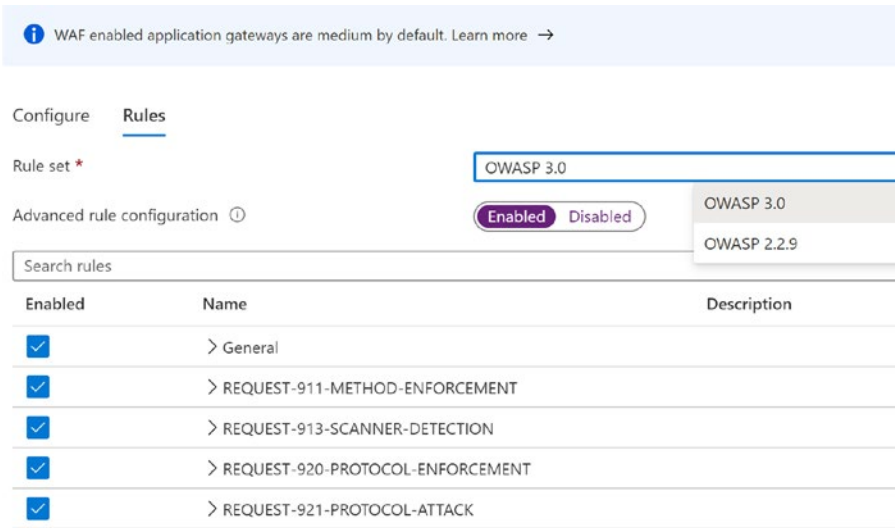 WAF enabled application gateways are medium by default. Learn more →
Configure Rules
Rule set *
OWASP 3.0
OWASP 3.0
Advanced rule configuration
Enabled Disabled
OWASP 2.2.9
Search rules
Enabled Name Description
> General
> REQUEST-911-METHOD-ENFORCEMENT
> REQUEST-913-SCANNER-DETECTION
> REQUEST-920-PROTOCOL-ENFORCEMENT
> REQUEST-921-PROTOCOL-ATTACK